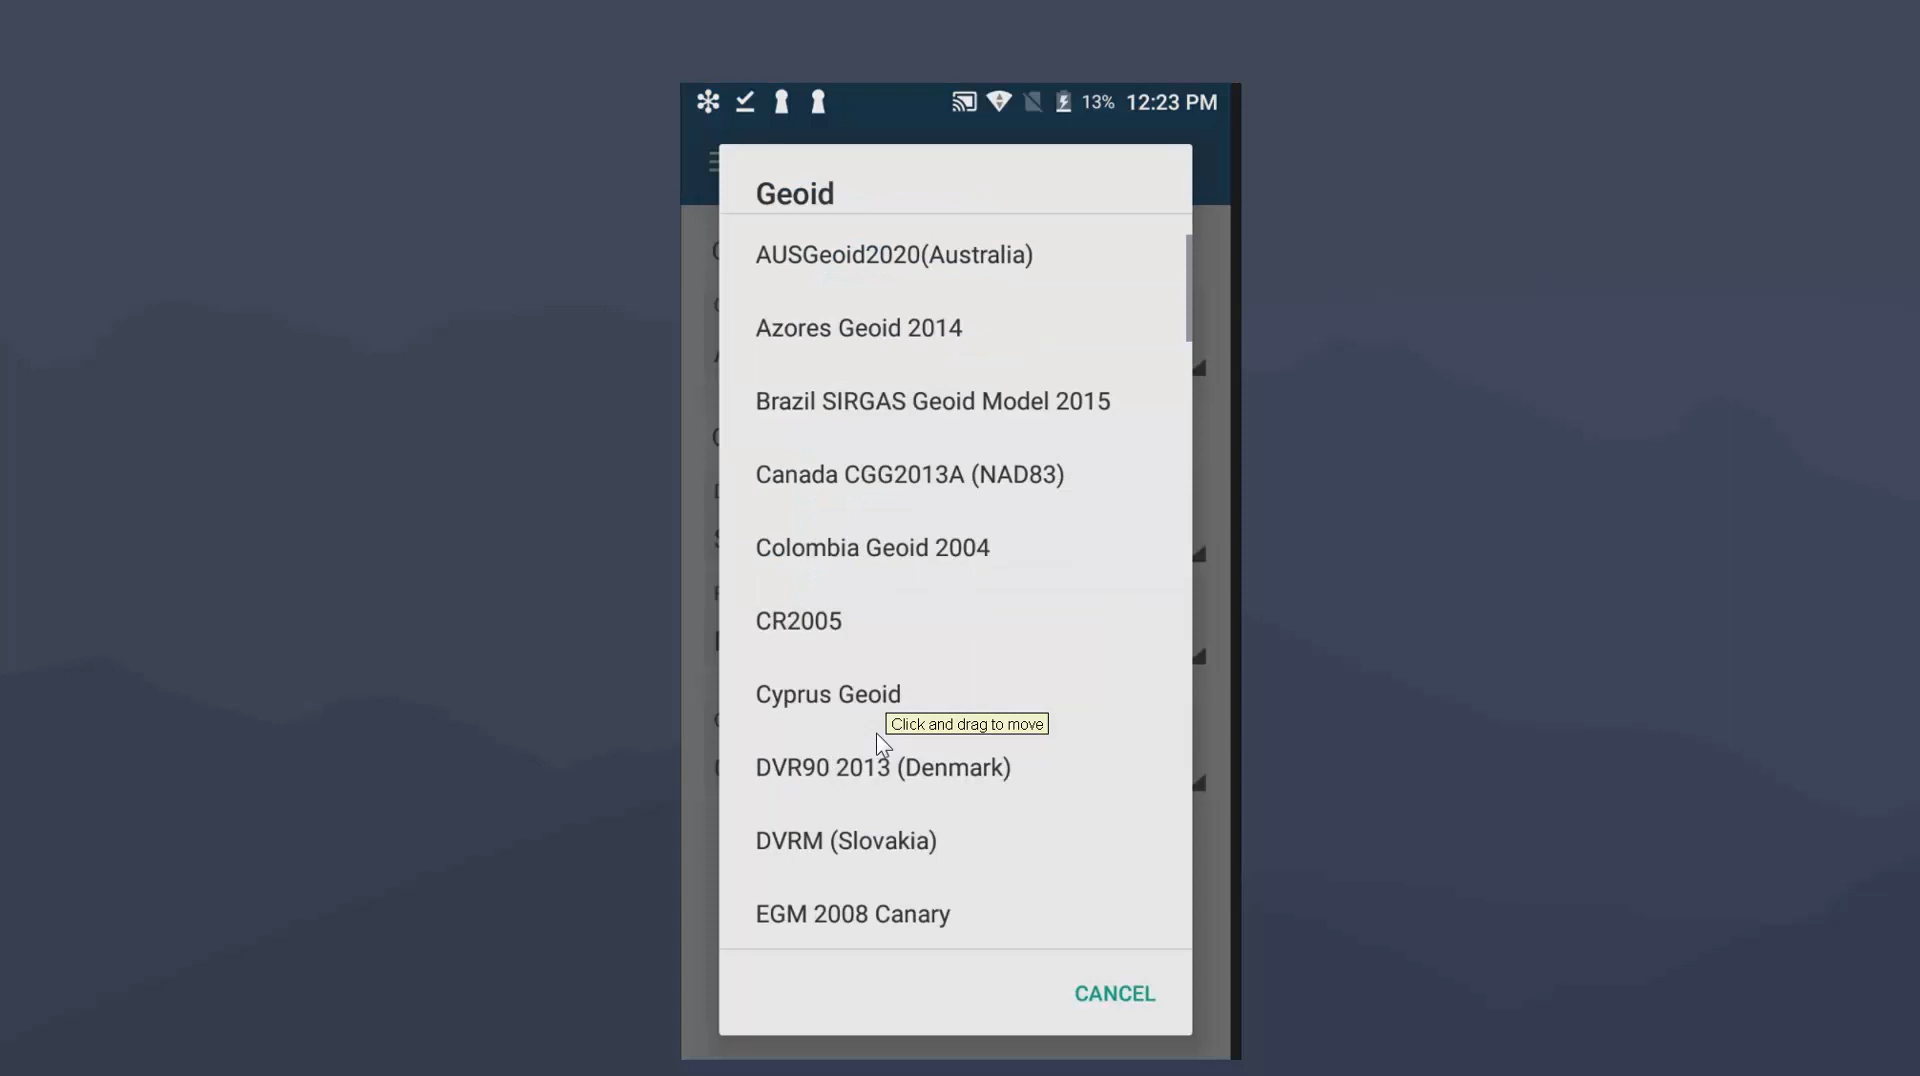 13% 12:23 PM
Geoid
AUSGeoid2020(Australia)
Azores Geoid 2014
Brazil SIRGAS Geoid Model 2015
Canada CGG2013A (NAD83)
Colombia Geoid 2004
CR2005
Cyprus Geoid
Click and drag to move
DVR90 2013 (Denmark)
DVRM (Slovakia)
EGM 2008 Canary
CANCEL